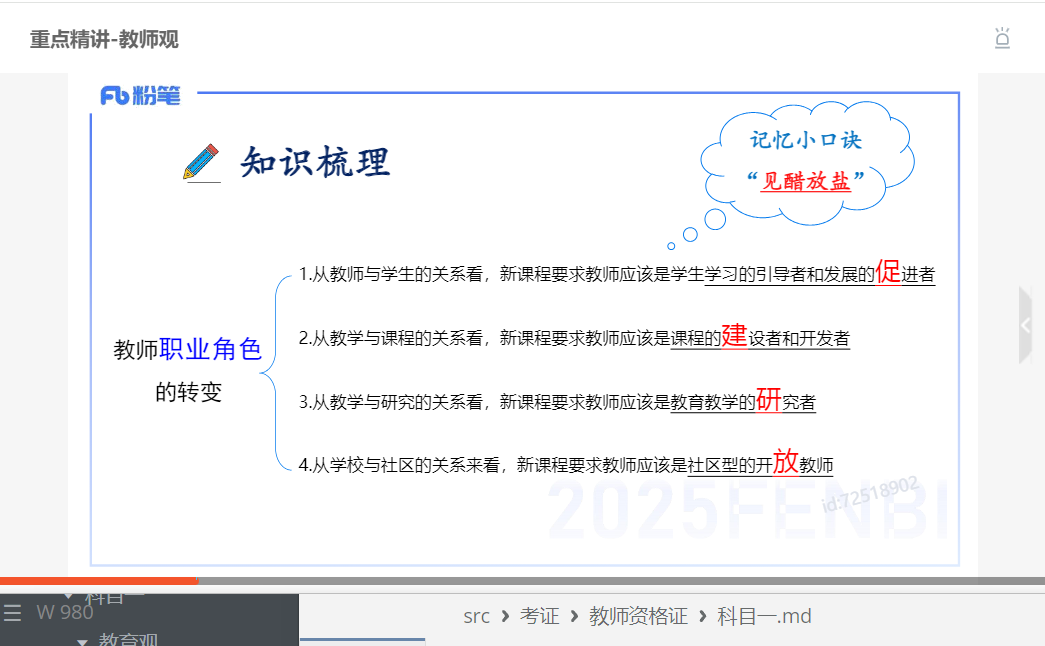 重点精讲-教师观
粉笔
知识梳理
记忆小口诀
“见醋放盐”
1.从教师与学生的关系看，新课程要求教师应该是学生学习的引导者和发展的促进者
2.从教学与课程的关系看，新课程要求教师应该是课程的建设者和开发者
教师职业角色
的转变
3.从教学与研究的关系看，新课程要求教师应该是教育教学的研究者
4.从学校与社区的关系来看，新课程要求教师应该是社区型的开放教师
2025FENBI
id:72518902
科目一
W 980
教育观
src > 考证 > 教师资格证 > 科目一.md